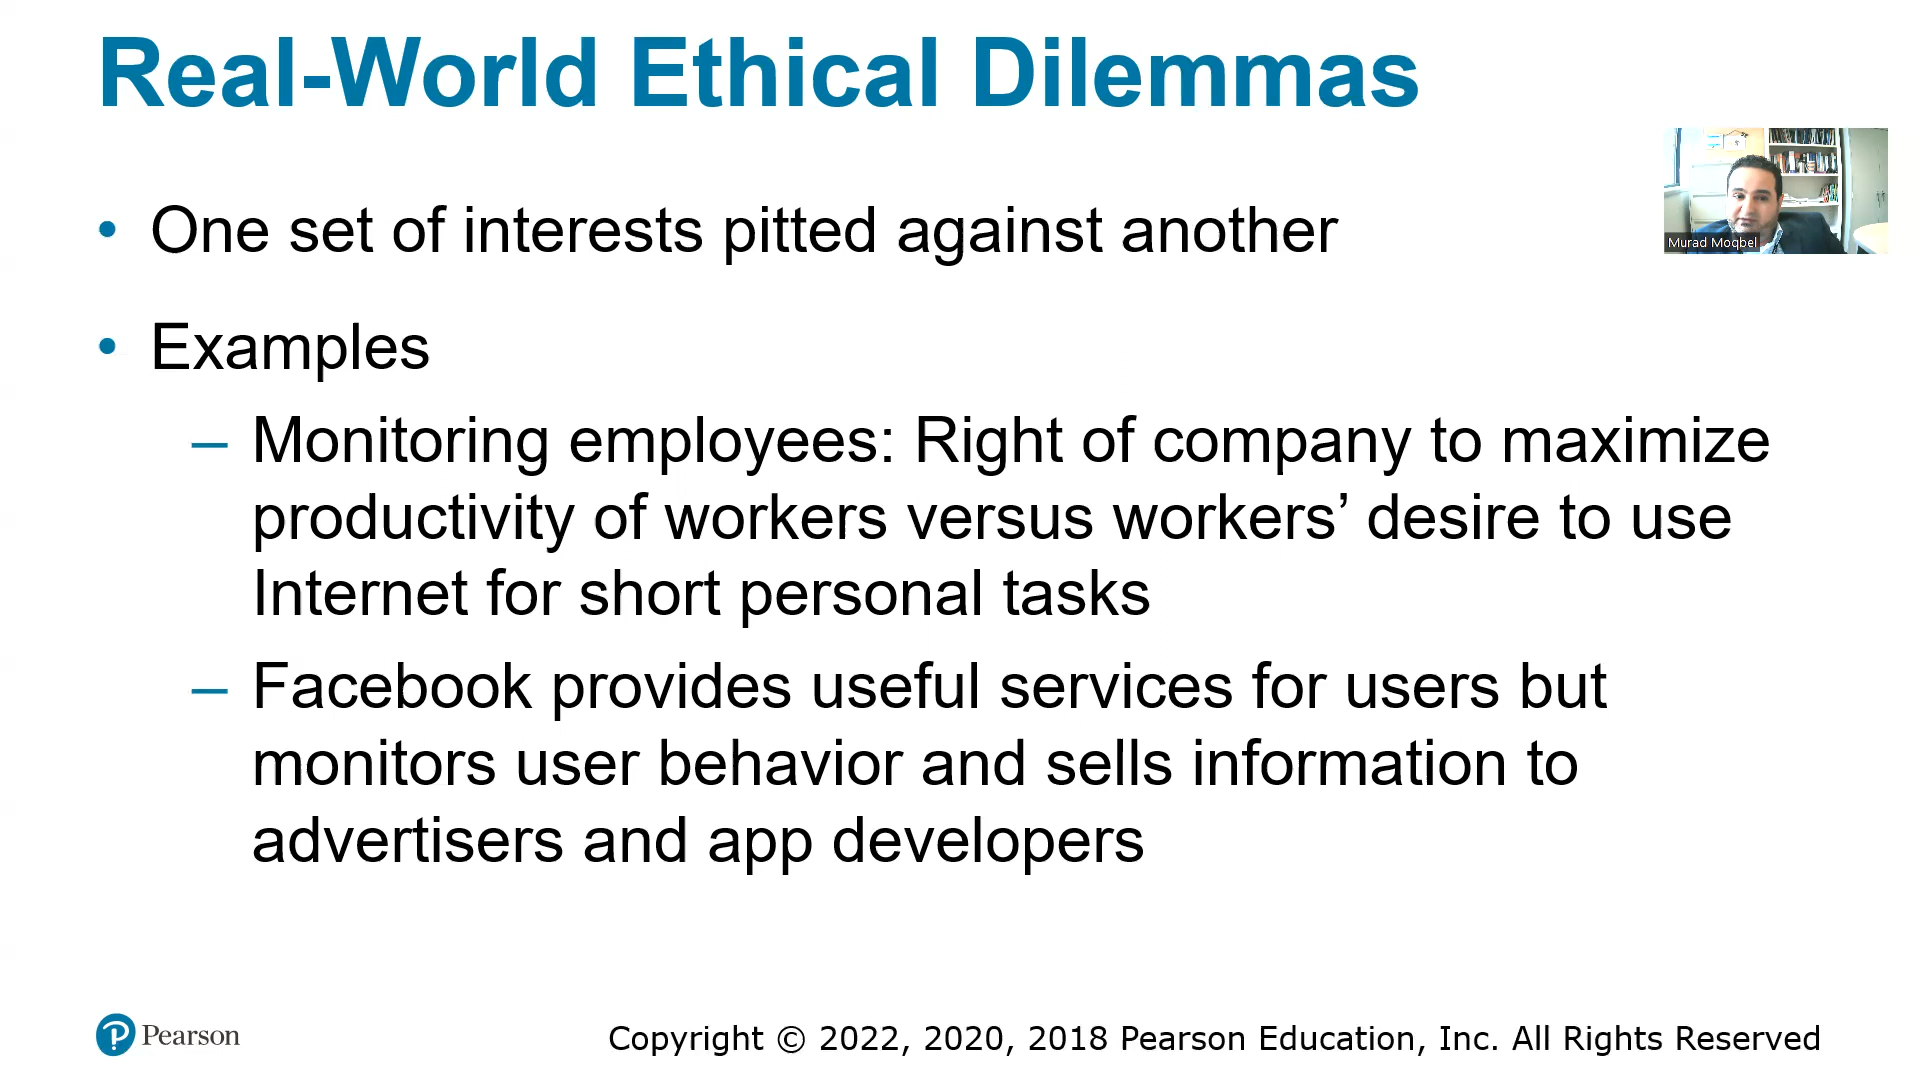 Real-World Ethical Dilemmas
• One set of interests pitted against another
Murad Moqbel
• Examples
– Monitoring employees: Right of company to maximize
productivity of workers versus workers’ desire to use
Internet for short personal tasks
– Facebook provides useful services for users but
monitors user behavior and sells information to
advertisers and app developers
Pearson
Copyright © 2022, 2020, 2018 Pearson Education, Inc. All Rights Reserved